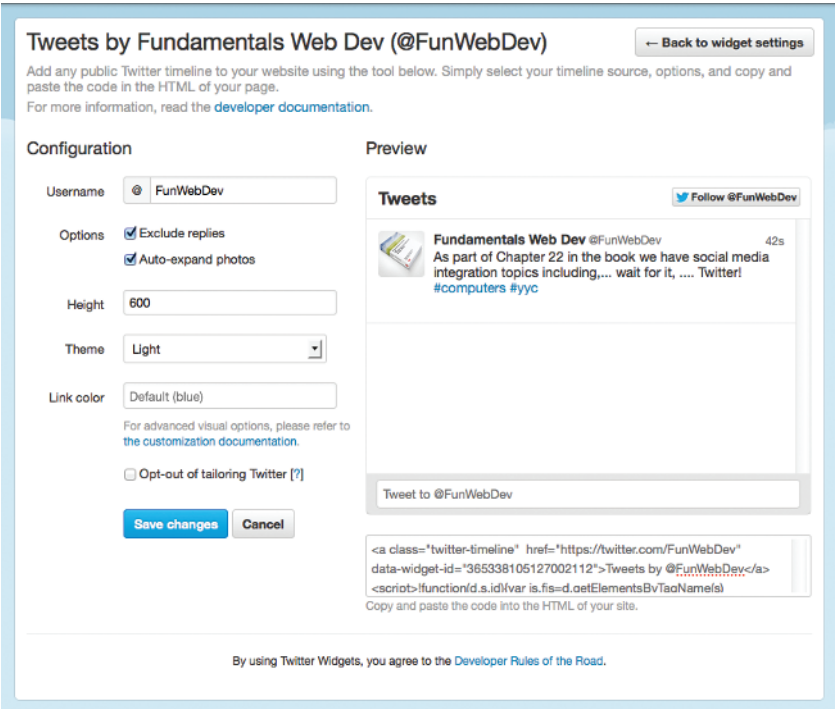 Tweets by Fundamentals Web Dev (@FunWebDev)
← Back to widget settings
Add any public Twitter timeline to your website using the tool below. Simply select your timeline source, options, and copy and
paste the code in the HTML of your page.
For more information, read the developer documentation.
Configuration
Username
@ FunWebDev
Options
Exclude replies
Auto-expand photos
Height
600
Theme
Light
Link color
Default (blue)
For advanced visual options, please refer to
the customization documentation.
Opt-out of tailoring Twitter [?]
Save changes
Cancel
Preview
Tweets
Follow @FunWebDev
Fundamentals Web Dev @FunWebDev 42s
As part of Chapter 22 in the book we have social media
integration topics including,... wait for it, .... Twitter!
#computers #yyc
Tweet to @FunWebDev
<a class="twitter-timeline" href="https://twitter.com/FunWebDev"
data-widget-id="365338105127002112">Tweets by @FunWebDev</a>
<script>!function(d,s,id){var js,fjs=d.getElementsByTagName(s)
Copy and paste the code into the HTML of your site.
By using Twitter Widgets, you agree to the Developer Rules of the Road.